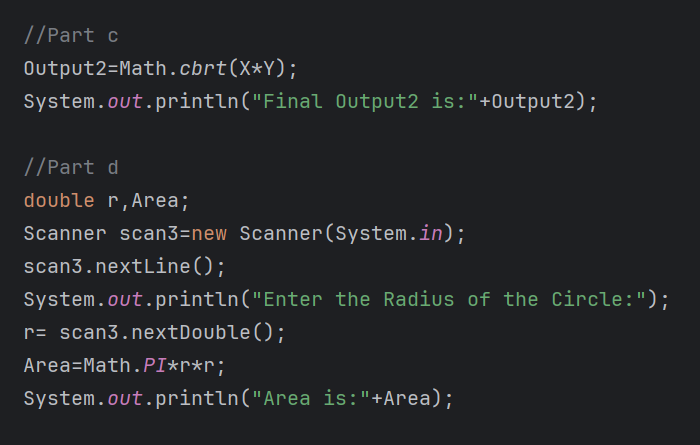 //Part c
Output2=Math.cbrt(X*Y);
System.out.println("Final Output2 is:"+Output2);
//Part d
double r,Area;
Scanner scan3=new Scanner(System.in);
scan3.nextLine();
System.out.println("Enter the Radius of the Circle:");
r= scan3.nextDouble();
Area=Math.PI*r*r;
System.out.println("Area is:"+Area);